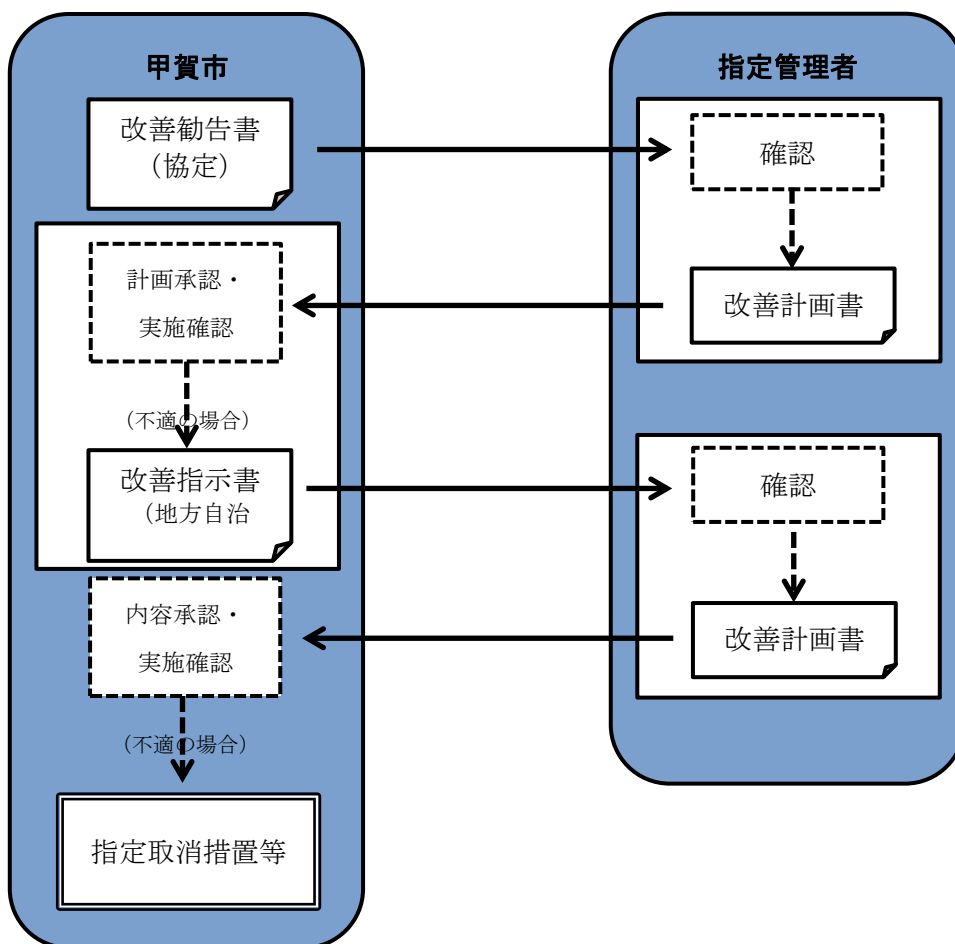 甲賀市
改善勧告書
（協定）
計画承認・
実施確認
（不適の場合）
改善指示書
（地方自治
内容承認・
実施確認
（不適の場合）
指定取消措置等
指定管理者
確認
改善計画書
確認
改善計画書